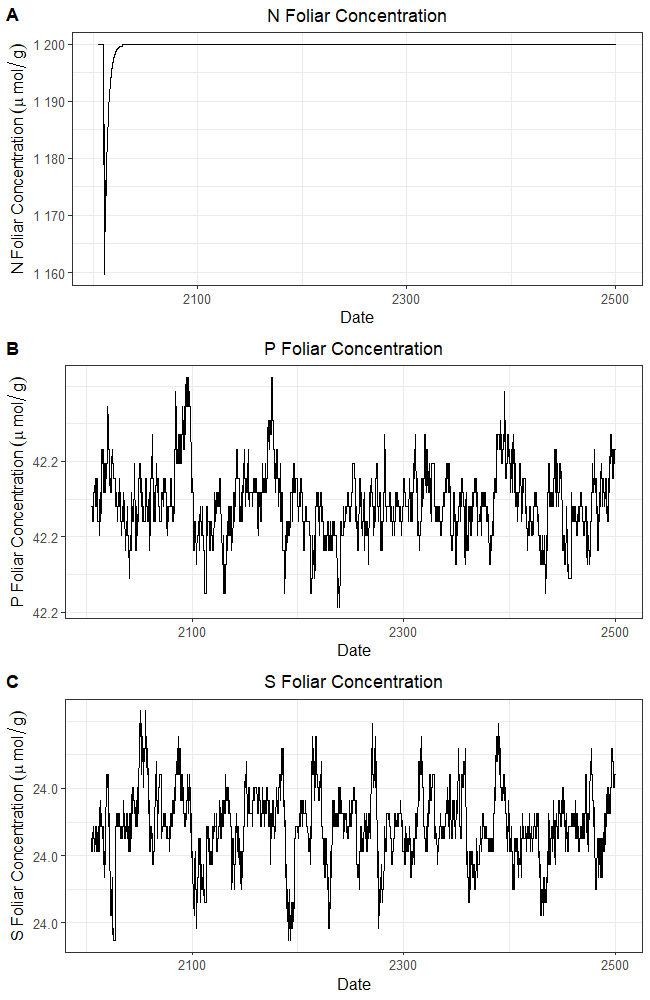 A
N Foliar Concentration
N Foliar Concentration (μ mol/g)
1 200
1 190
1 180
1 170
1 160
2100
2300
2500
Date
B
P Foliar Concentration
P Foliar Concentration (μ mol/g)
42.2
42.2
42.2
2100
2300
2500
Date
C
S Foliar Concentration
S Foliar Concentration (μ mol/g)
24.0
24.0
24.0
2100
2300
2500
Date